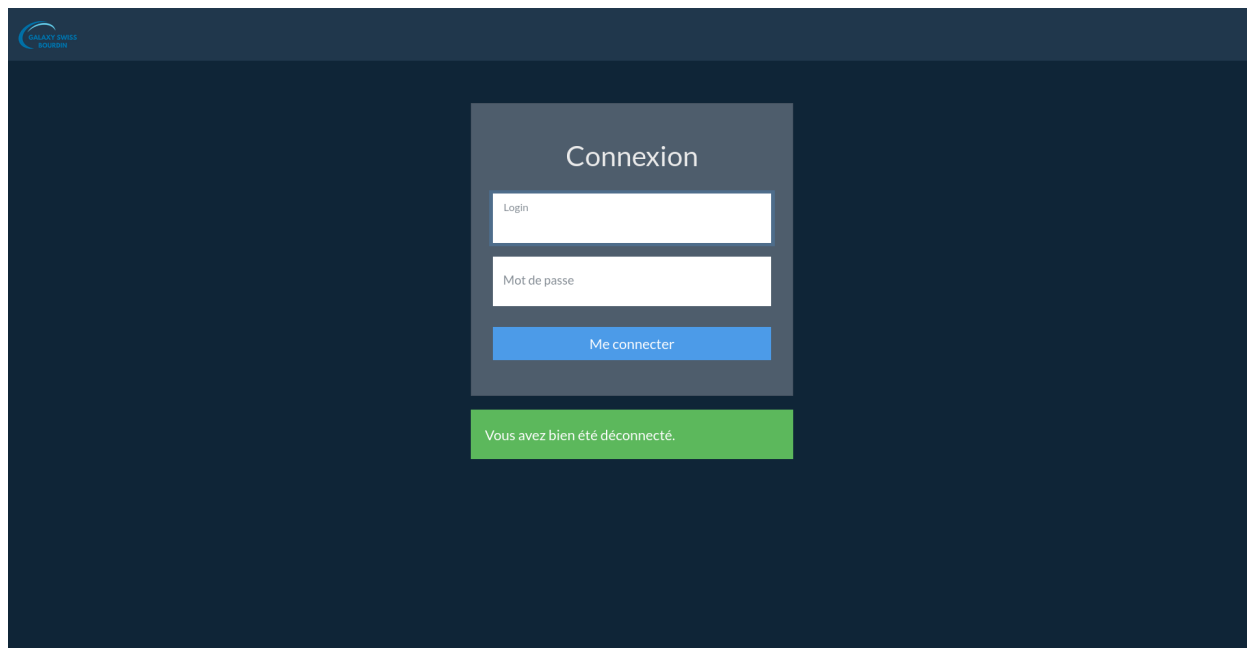 GALAXY SWISS
BOURDIN
Connexion
Login
Mot de passe
Me connecter
Vous avez bien été déconnecté.